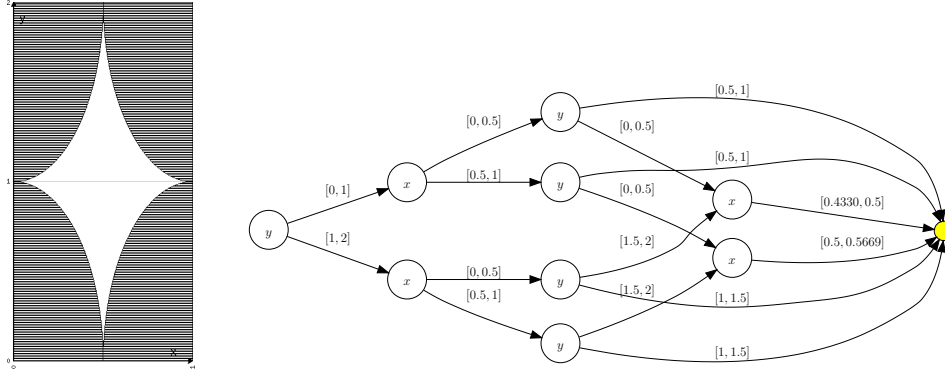 2
y
1
0
x
0
1
y
[0, 1]
[1, 2]
x
x
[0, 0.5]
[0.5, 1]
[0, 0.5]
[0.5, 1]
y
y
y
y
[0.5, 1]
[0, 0.5]
[0.5, 1]
[0, 0.5]
[1.5, 2]
[1.5, 2]
[1, 1.5]
[1, 1.5]
x
x
[0.4330, 0.5]
[0.5, 0.5669]